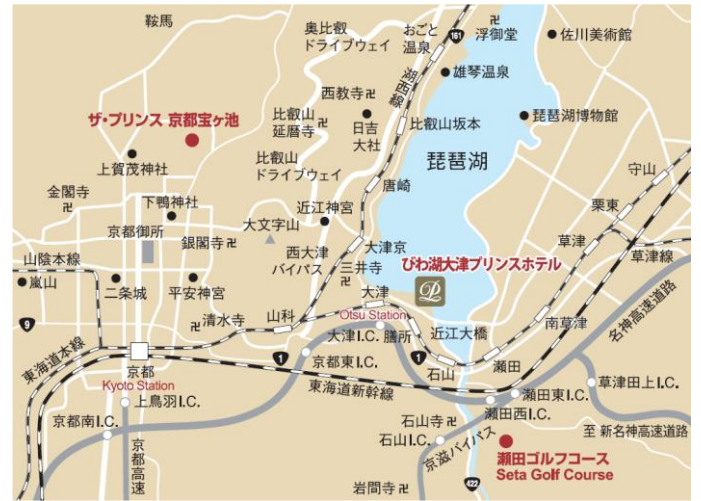 鞍馬
奥比叡
ドライブウェイ
おごと
温泉
161
浮御堂
佐川美術館
雄琴温泉
湖西線
西教寺
比叡山
延暦寺
日吉
大社
比叡山坂本
琵琶湖博物館
ザ・プリンス 京都宝ヶ池
上賀茂神社
比叡山
ドライブウェイ
琵琶湖
唐崎
守山
栗東
金閣寺
下鴨神社
近江神宮
京都御所
大文字山
銀閣寺
西大津
バイパス
大津京
三井寺
草津
草津線
びわ湖大津プリンスホテル
P
山陰本線
嵐山
二条城
平安神宮
清水寺
山科
大津
Otsu Station
大津I.C.
膳所
近江大橋
南草津
名神高速道路
9
1
1
京都東I.C.
石山
瀬田
東海道本線
京都
Kyoto Station
東海道新幹線
上鳥羽I.C.
京都南I.C.
京都高速
石山寺
石山I.C.
京滋バイパス
瀬田東I.C.
瀬田西I.C.
草津田上I.C.
至 新名神高速道路
瀬田ゴルフコース
Seta Golf Course
岩間寺
422